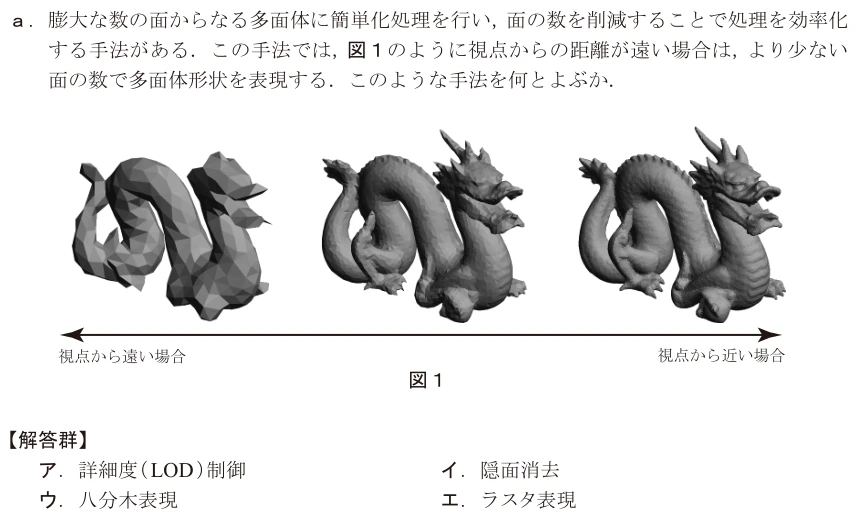 a．膨大な数の面からなる多面体に簡単化処理を行い，面の数を削減することで処理を効率化
する手法がある．この手法では，図1のように視点からの距離が遠い場合は，より少ない
面の数で多面体形状を表現する．このような手法を何とよぶか．
視点から遠い場合
視点から近い場合
図1
【解答群】
ア．詳細度（LOD）制御
イ．隠面消去
ウ．八分木表現
エ．ラスタ表現